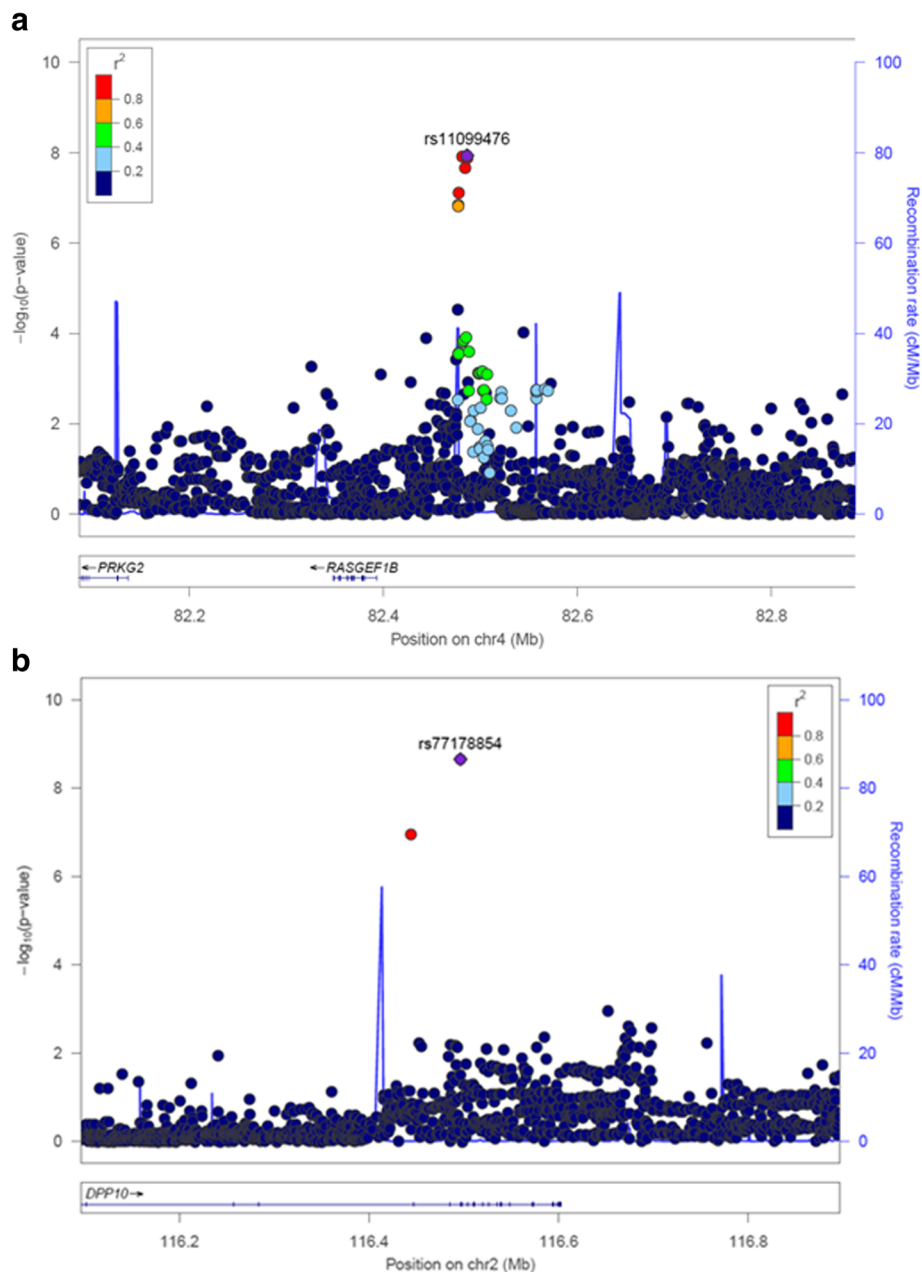 a
r2
0.8
0.6
0.4
0.2
rs11099476
10
8
6
4
2
0
−log10(p−value)
100
80
60
40
20
0
Recombination rate (cM/Mb)
←PRKG2
←RASGEF1B
82.2
82.4
82.6
82.8
Position on chr4 (Mb)
b
r2
0.8
0.6
0.4
0.2
rs77178854
10
8
6
4
2
0
−log10(p−value)
100
80
60
40
20
0
Recombination rate (cM/Mb)
DPP10→
116.2
116.4
116.6
116.8
Position on chr2 (Mb)